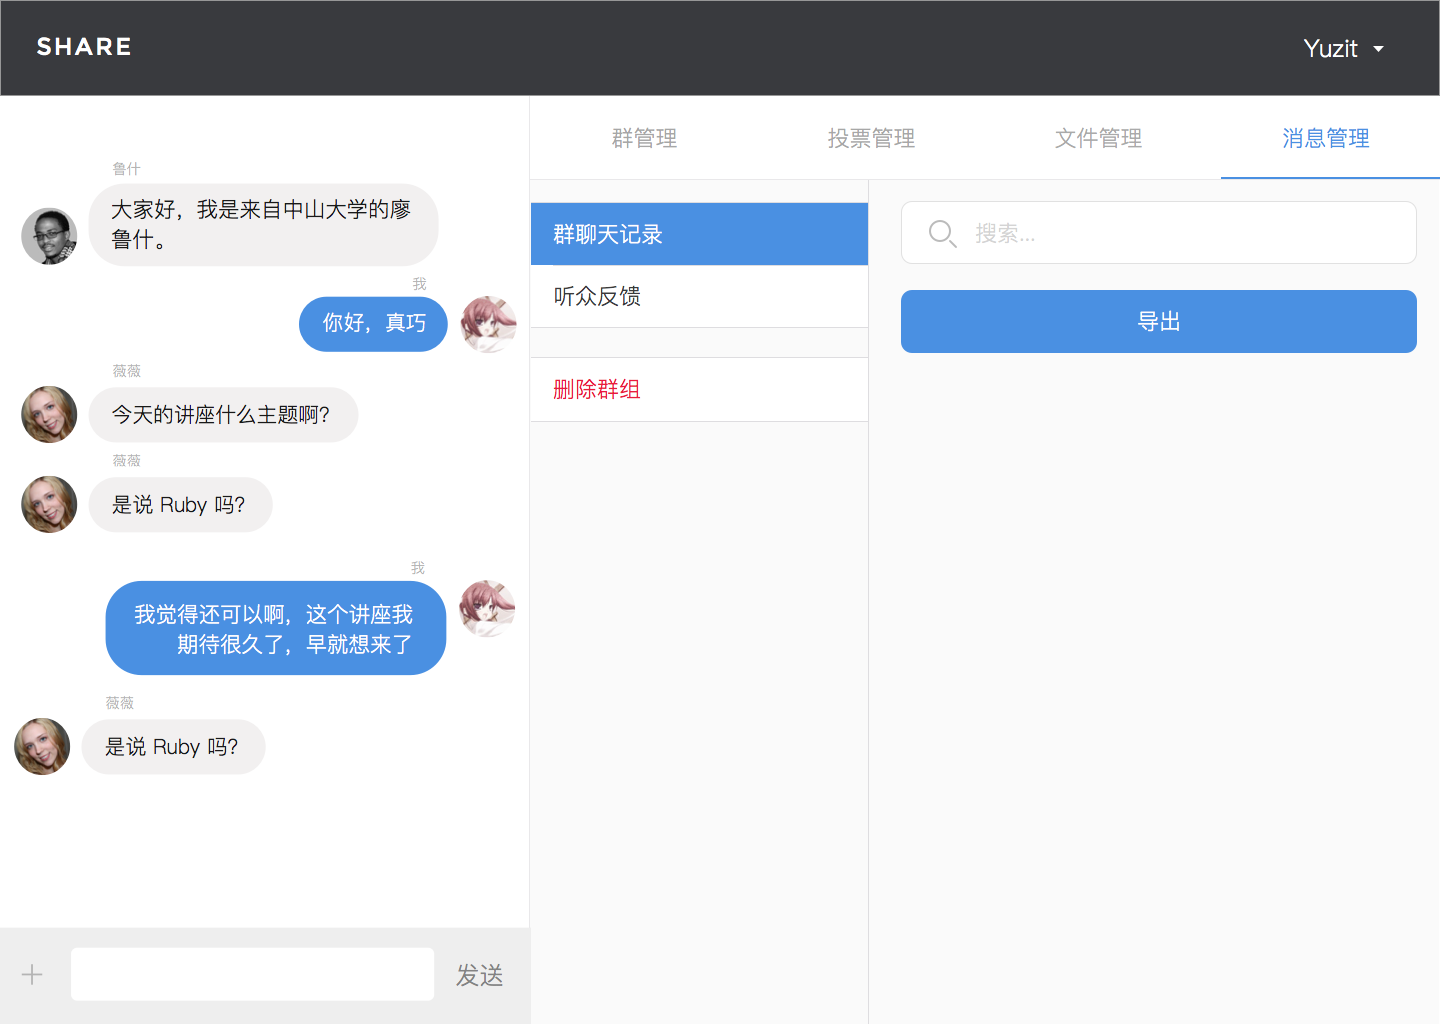 SHARE
Yuzit
鲁什
大家好，我是来自中山大学的廖
鲁什。
我
你好，真巧
薇薇
今天的讲座什么主题啊？
薇薇
是说 Ruby 吗？
我
我觉得还可以啊，这个讲座我
期待很久了，早就想来了
薇薇
是说 Ruby 吗？
发送
群管理
投票管理
文件管理
消息管理
群聊天记录
听众反馈
删除群组
搜索...
导出